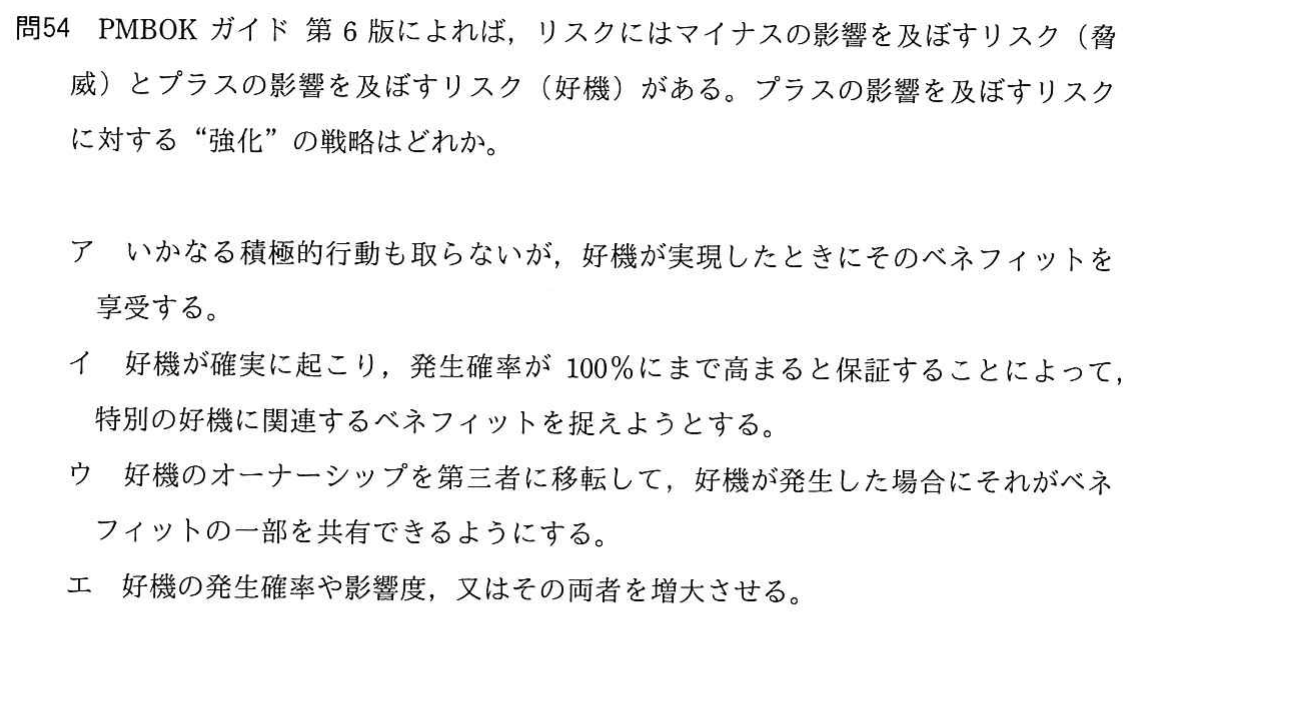 問54 PMBOK ガイド 第 6 版によれば，リスクにはマイナスの影響を及ぼすリスク（脅
威）とプラスの影響を及ぼすリスク（好機）がある。プラスの影響を及ぼすリスク
に対する“強化”の戦略はどれか。
ア いかなる積極的行動も取らないが，好機が実現したときにそのベネフィットを
享受する。
イ 好機が確実に起こり，発生確率が 100％にまで高まると保証することによって，
特別の好機に関連するベネフィットを捉えようとする。
ウ 好機のオーナーシップを第三者に移転して，好機が発生した場合にそれがベネ
フィットの一部を共有できるようにする。
エ 好機の発生確率や影響度，又はその両者を増大させる。